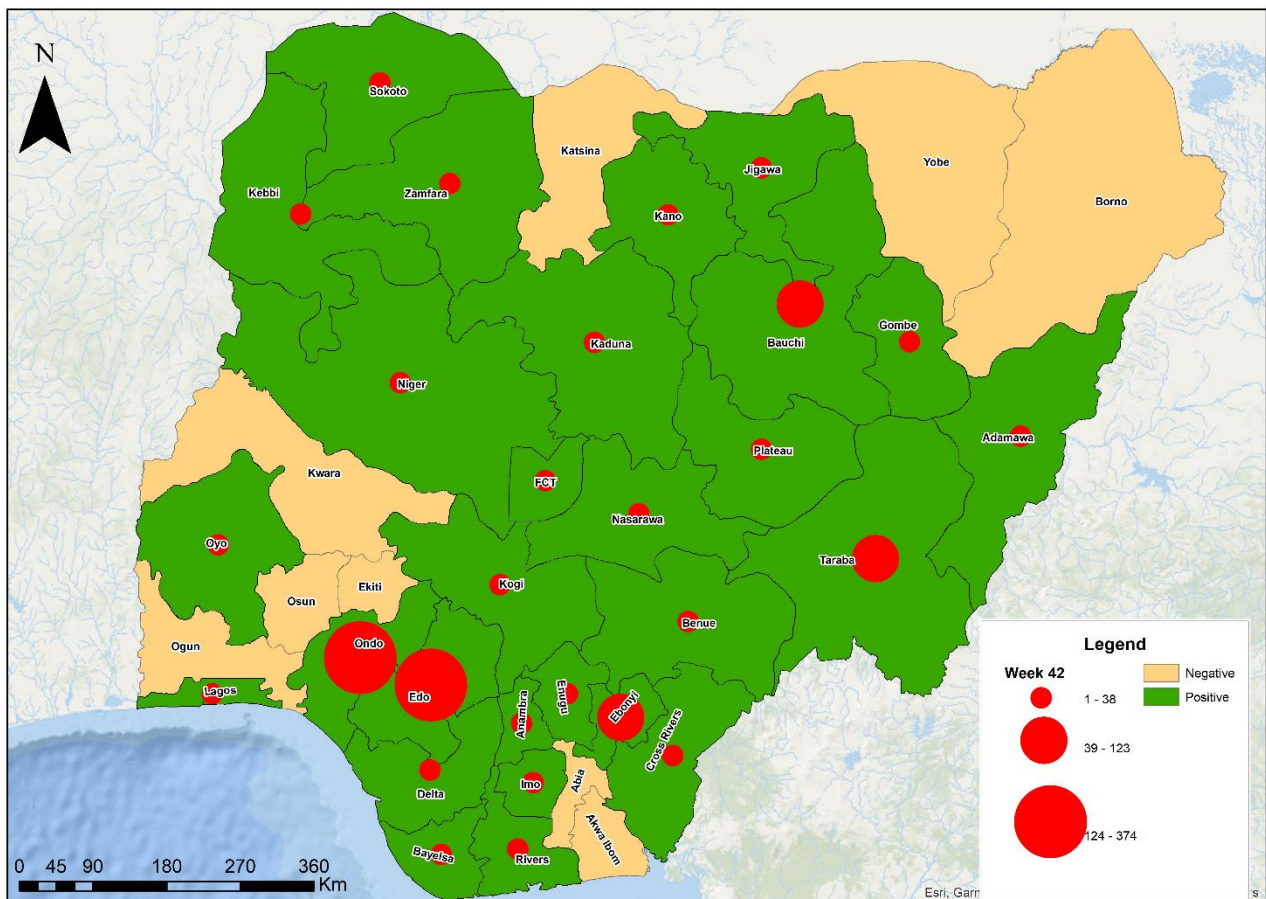 N
Sokoto
Katsina
Kebbi
Zamfara
Jigawa
Yobe
Kano
Borno
Gombe
Kaduna
Bauchi
Niger
Adamawa
Plateau
Kwara
FCT
Nasarawa
Oyo
Taraba
Kogi
Ekiti
Osun
Benue
Ondo
Ogun
Lagos
Edo
Anambra
Enugu
Ebonyi
Cross Rivers
Delta
Imo
Abia
Akwa Ibom
Bayelsa
Rivers
Legend
Week 42
Negative
1 - 38
Positive
39 - 123
124 - 374
0 45 90 180 270 360
Km
Esri,